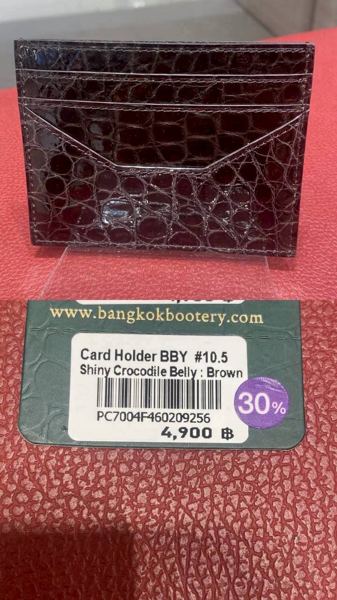 www.bangkokbootery.com
Card Holder BBY #10.5
Shiny Crocodile Belly : Brown
PC7004F460209256
30%
4,900 ฿